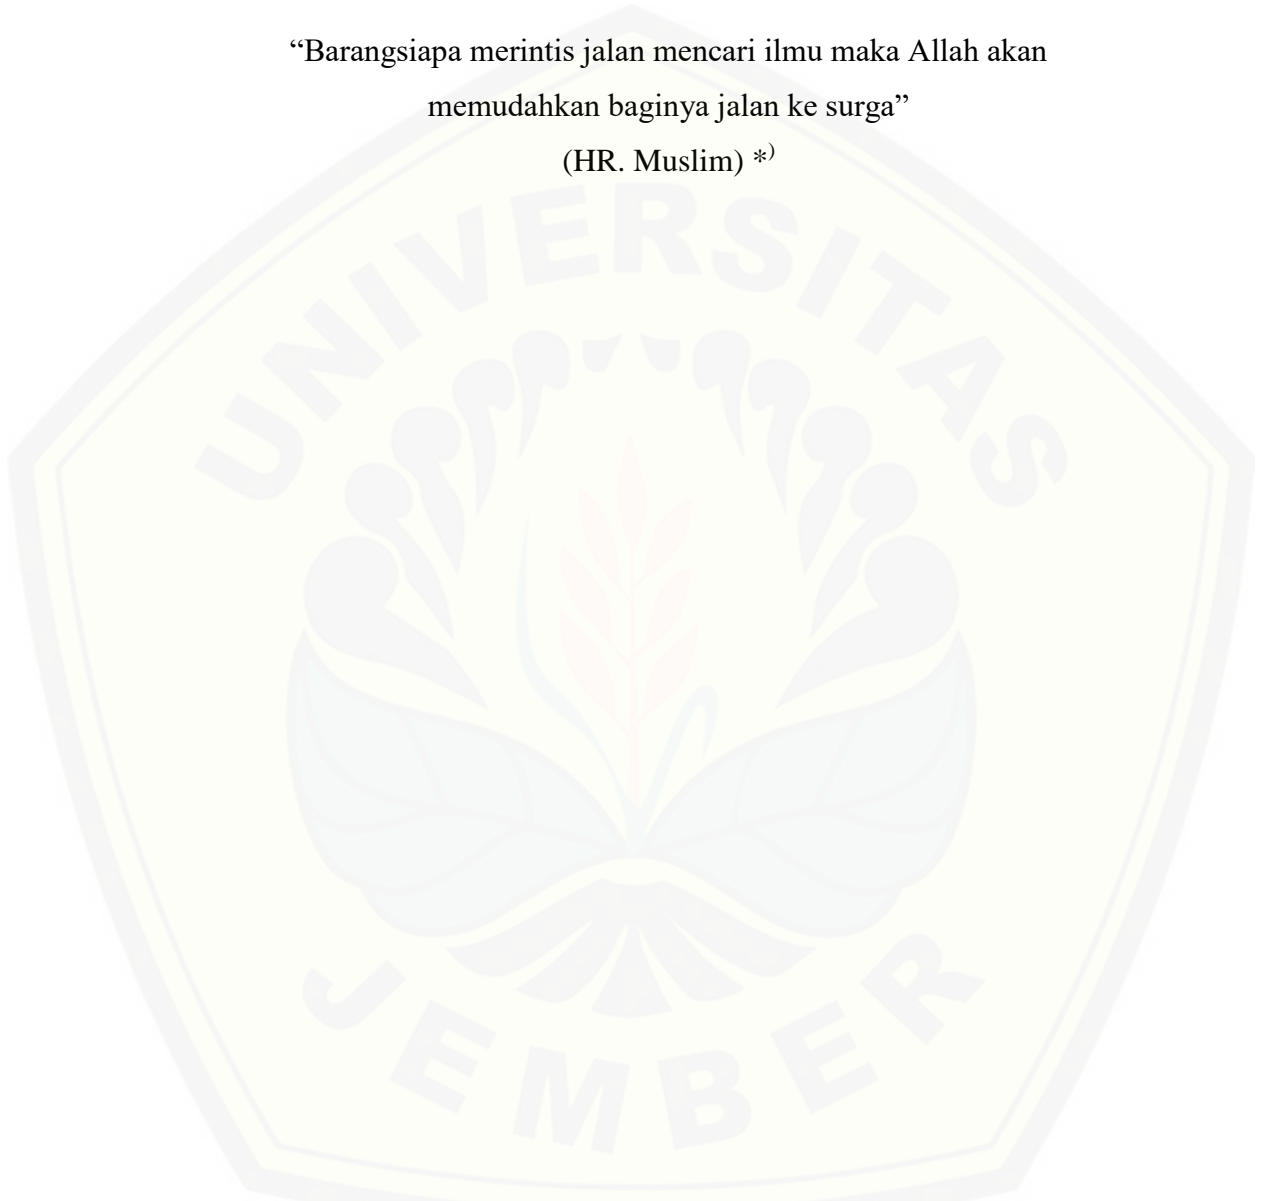 “Barangsiapa merintis jalan mencari ilmu maka Allah akan
memudahkan baginya jalan ke surga”
(HR. Muslim) *)
UNIVERSITAS
JEMBER